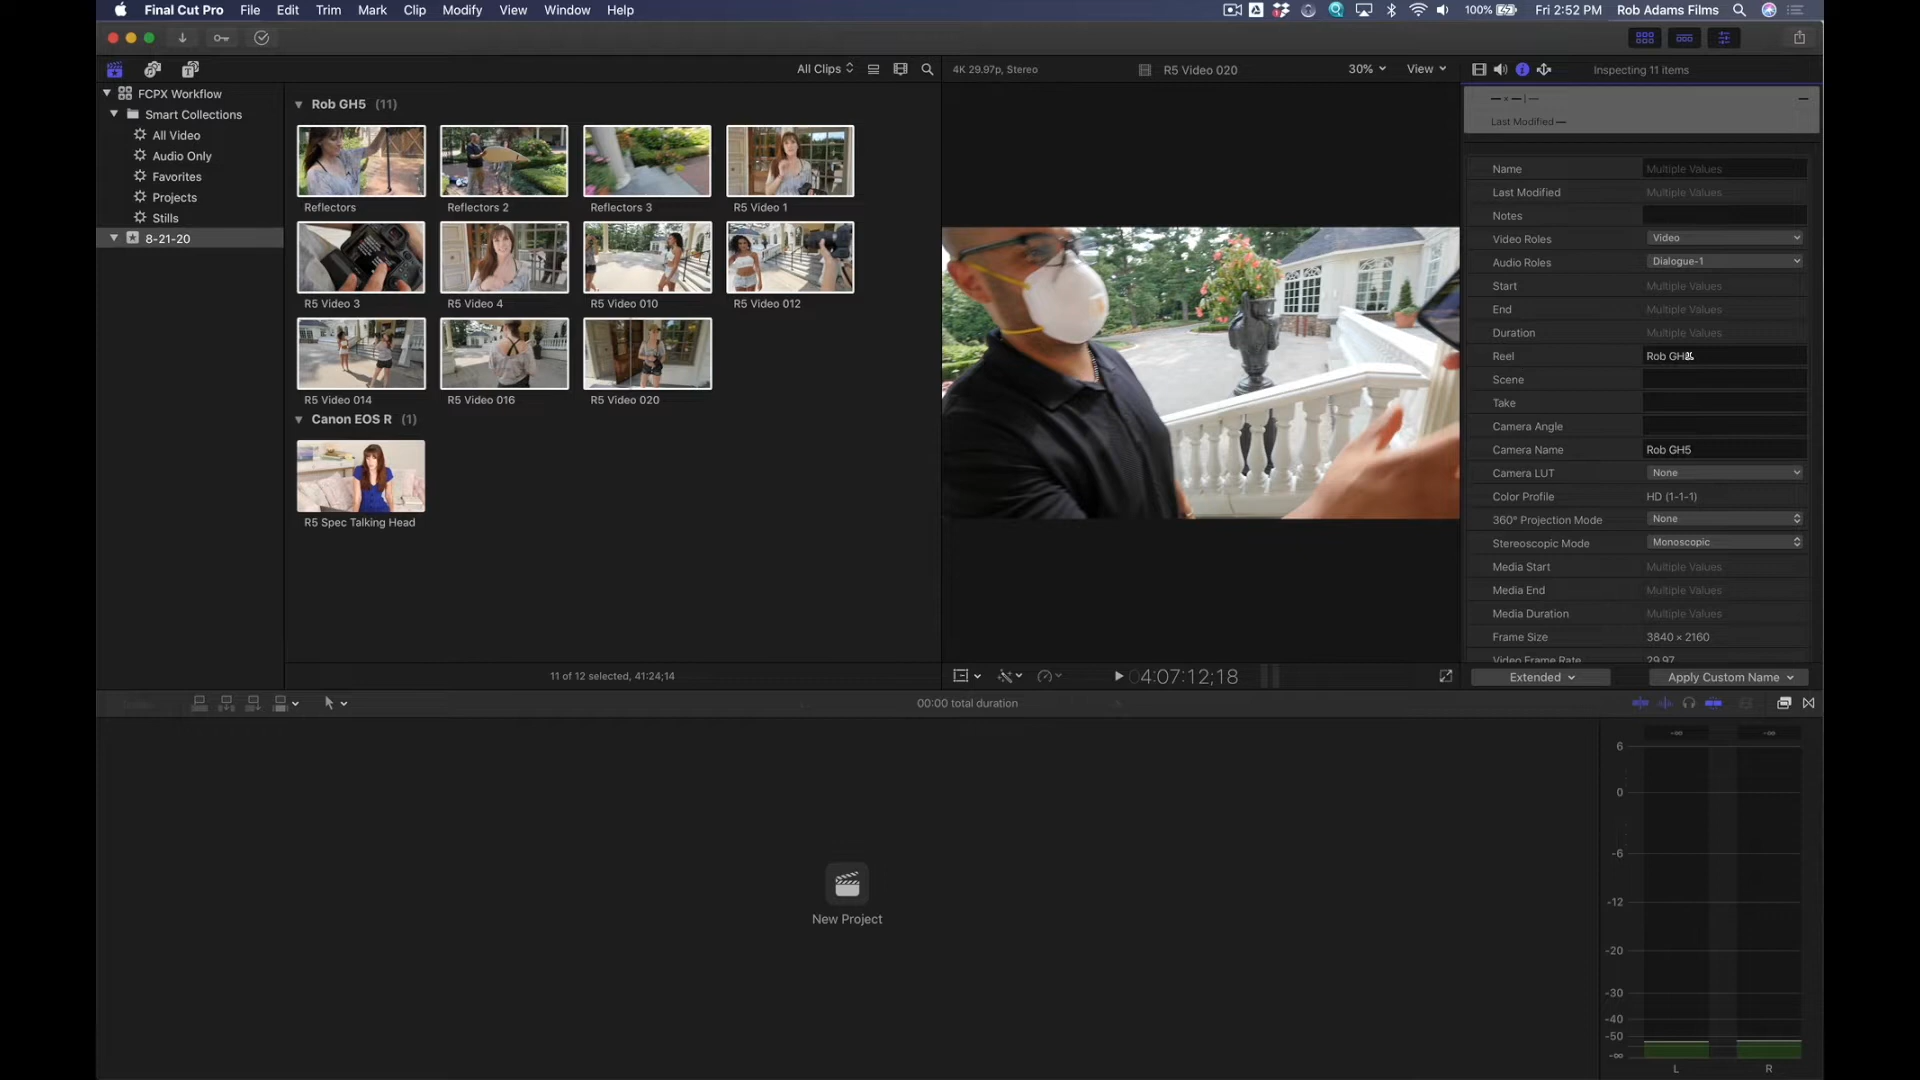 Final Cut Pro File Edit Trim Mark Clip Modify View Window Help 100% Fri 2:52 PM Rob Adams Films
All Clips 4K 29.97p, Stereo R5 Video 020 30% View Inspecting 11 items
FCPX Workflow
Smart Collections
All Video
Audio Only
Favorites
Projects
Stills
8-21-20
Rob GH5 (11)
Reflectors Reflectors 2 Reflectors 3 R5 Video 1
R5 Video 3 R5 Video 4 R5 Video 010 R5 Video 012
R5 Video 014 R5 Video 016 R5 Video 020
Canon EOS R (1)
R5 Spec Talking Head
11 of 12 selected, 41:24;14
04:07:12;18
— × — | — —
Last Modified —
Name Multiple Values
Last Modified Multiple Values
Notes
Video Roles Video
Audio Roles Dialogue-1
Start Multiple Values
End Multiple Values
Duration Multiple Values
Reel Rob GH
Scene
Take
Camera Angle
Camera Name Rob GH5
Camera LUT None
Color Profile HD (1-1-1)
360° Projection Mode None
Stereoscopic Mode Monoscopic
Media Start Multiple Values
Media End Multiple Values
Media Duration Multiple Values
Frame Size 3840 × 2160
Video Frame Rate 29.97
Extended Apply Custom Name
00:00 total duration
New Project
-∞ -∞
6
0
-6
-12
-20
-30
-40
-50
-∞
L R